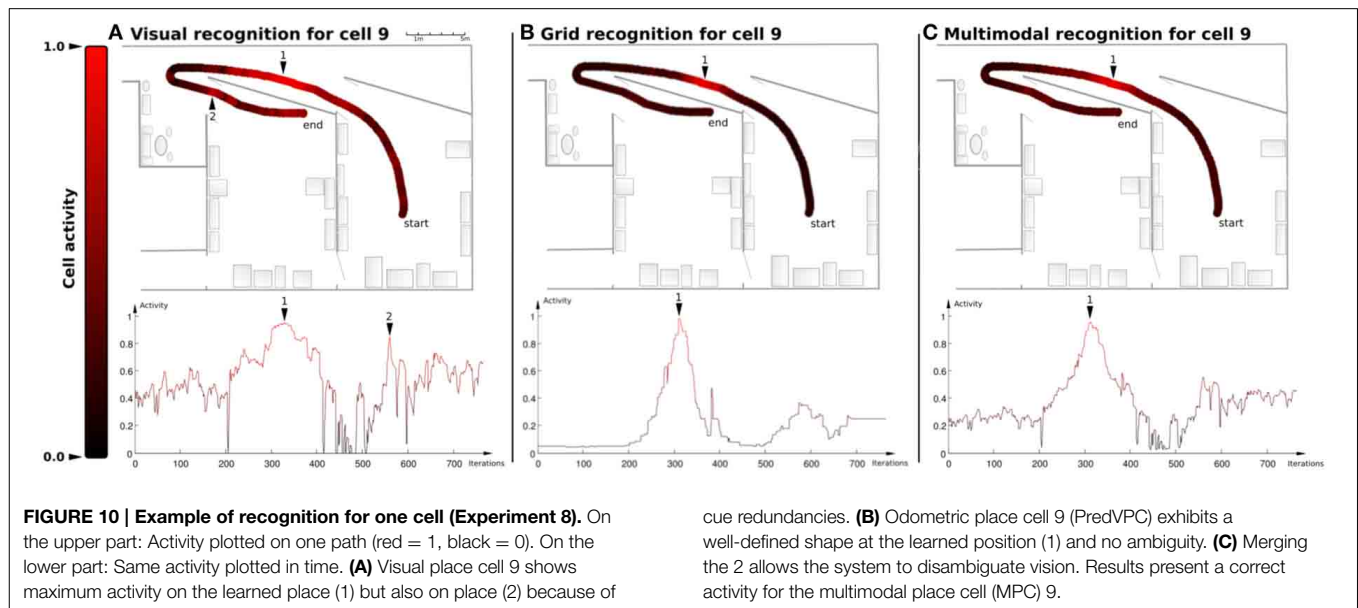 A Visual recognition for cell 9
1m 5m
1.0
Cell activity
0.0
1
2
end
start
Activity
1
0.8
0.6
0.4
0.2
0
1
2
0 100 200 300 400 500 600 700 Iterations
B Grid recognition for cell 9
1
end
start
Activity
1
0.8
0.6
0.4
0.2
0
1
0 100 200 300 400 500 600 700 Iterations
C Multimodal recognition for cell 9
1
end
start
Activity
1
0.8
0.6
0.4
0.2
0
1
0 100 200 300 400 500 600 700 Iterations
FIGURE 10 | Example of recognition for one cell (Experiment 8). On
the upper part: Activity plotted on one path (red = 1, black = 0). On the
lower part: Same activity plotted in time. (A) Visual place cell 9 shows
maximum activity on the learned place (1) but also on place (2) because of
cue redundancies. (B) Odometric place cell 9 (PredVPC) exhibits a
well-defined shape at the learned position (1) and no ambiguity. (C) Merging
the 2 allows the system to disambiguate vision. Results present a correct
activity for the multimodal place cell (MPC) 9.